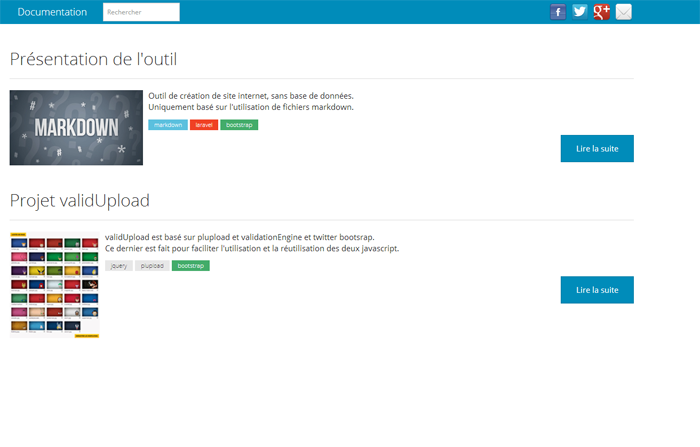 Documentation
Rechercher
Présentation de l'outil
MARKDOWN
Outil de création de site internet, sans base de données.
Uniquement basé sur l'utilisation de fichiers markdown.
markdown laravel bootstrap
Lire la suite
Projet validUpload
validUpload est basé sur plupload et validationEngine et twitter bootsrap.
Ce dernier est fait pour faciliter l'utilisation et la réutilisation des deux javascript.
jquery plupload bootstrap
Lire la suite